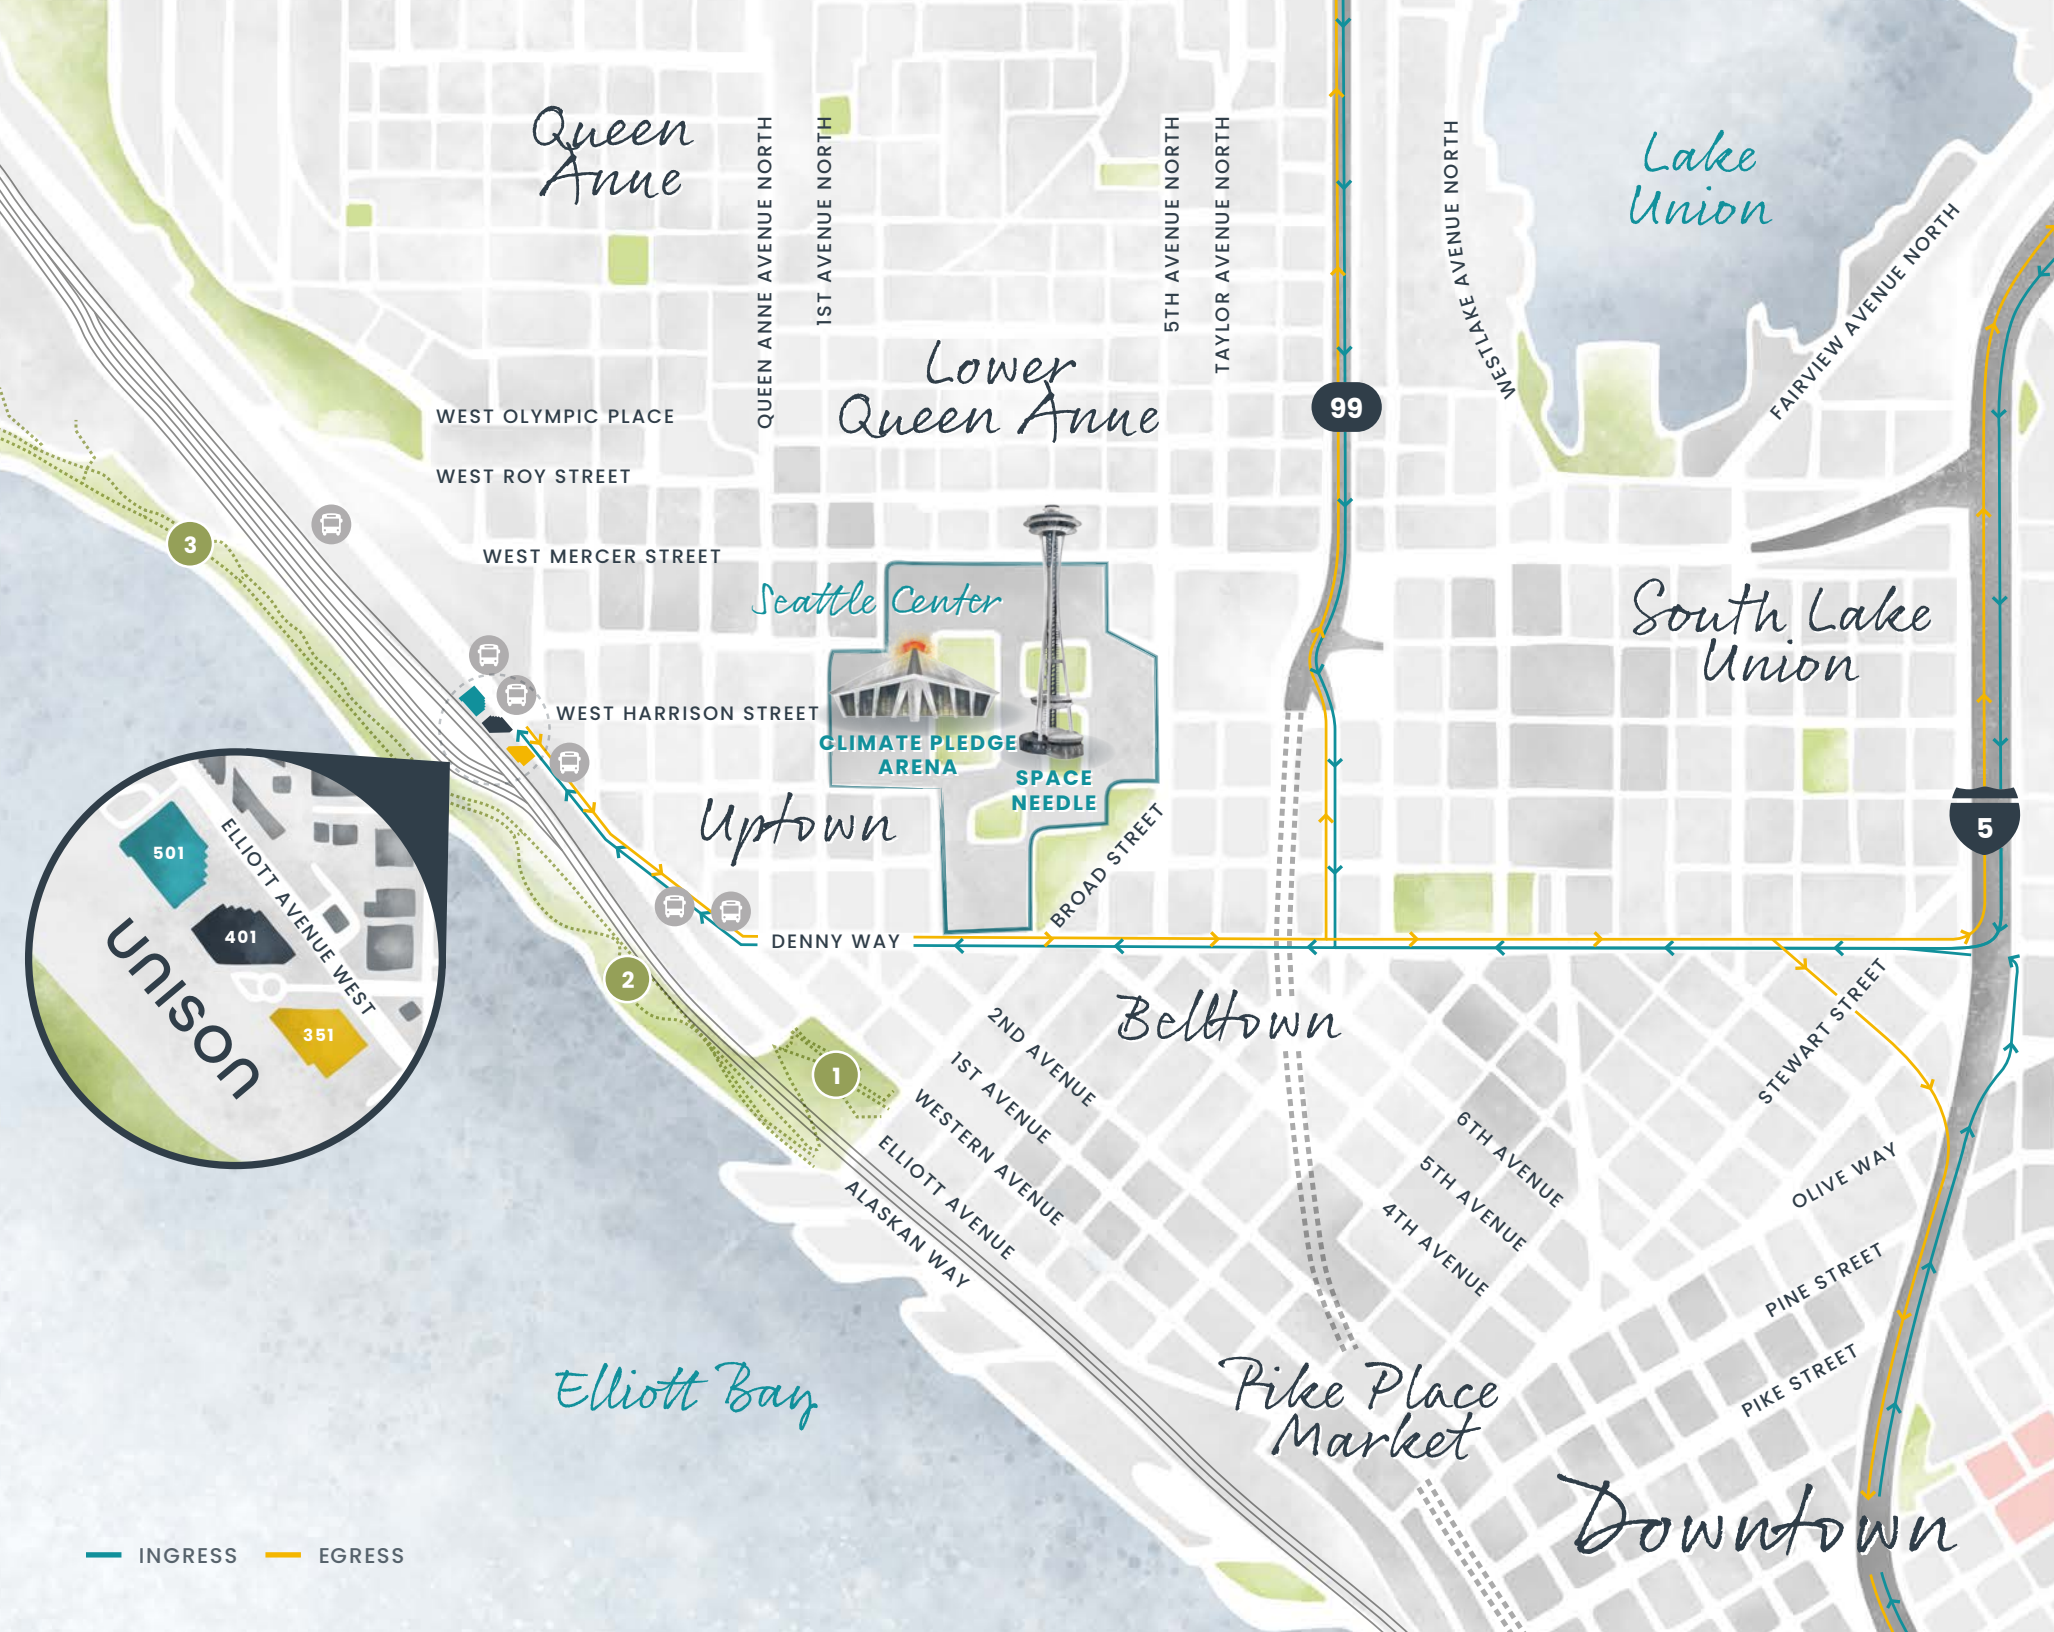 Queen
Anne
QUEEN ANNE AVENUE NORTH
1ST AVENUE NORTH
5TH AVENUE NORTH
TAYLOR AVENUE NORTH
WESTLAKE AVENUE NORTH
Lake
Union
FAIRVIEW AVENUE NORTH
Lower
Queen Anne
99
WEST OLYMPIC PLACE
WEST ROY STREET
WEST MERCER STREET
3
Seattle Center
South Lake
Union
WEST HARRISON STREET
CLIMATE PLEDGE
ARENA
SPACE
NEEDLE
Uptown
BROAD STREET
5
501
401
351
ELLIOTT AVENUE WEST
unison
DENNY WAY
2
1
Belltown
2ND AVENUE
1ST AVENUE
WESTERN AVENUE
ELLIOTT AVENUE
ALASKAN WAY
STEWART STREET
6TH AVENUE
5TH AVENUE
4TH AVENUE
OLIVE WAY
PINE STREET
PIKE STREET
Elliott Bay
Pike Place
Market
Downtown
INGRESS
EGRESS